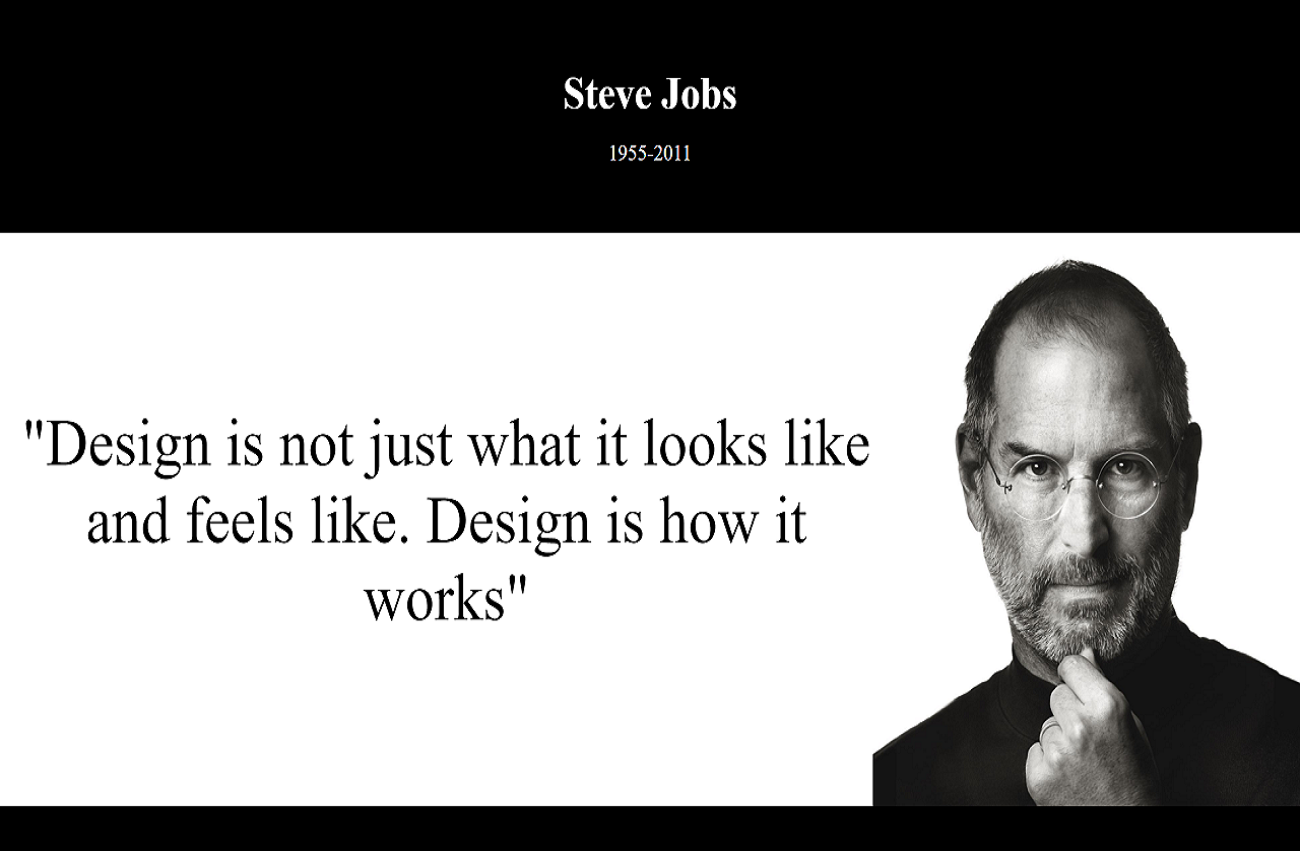 Steve Jobs
1955-2011
"Design is not just what it looks like
and feels like. Design is how it
works"